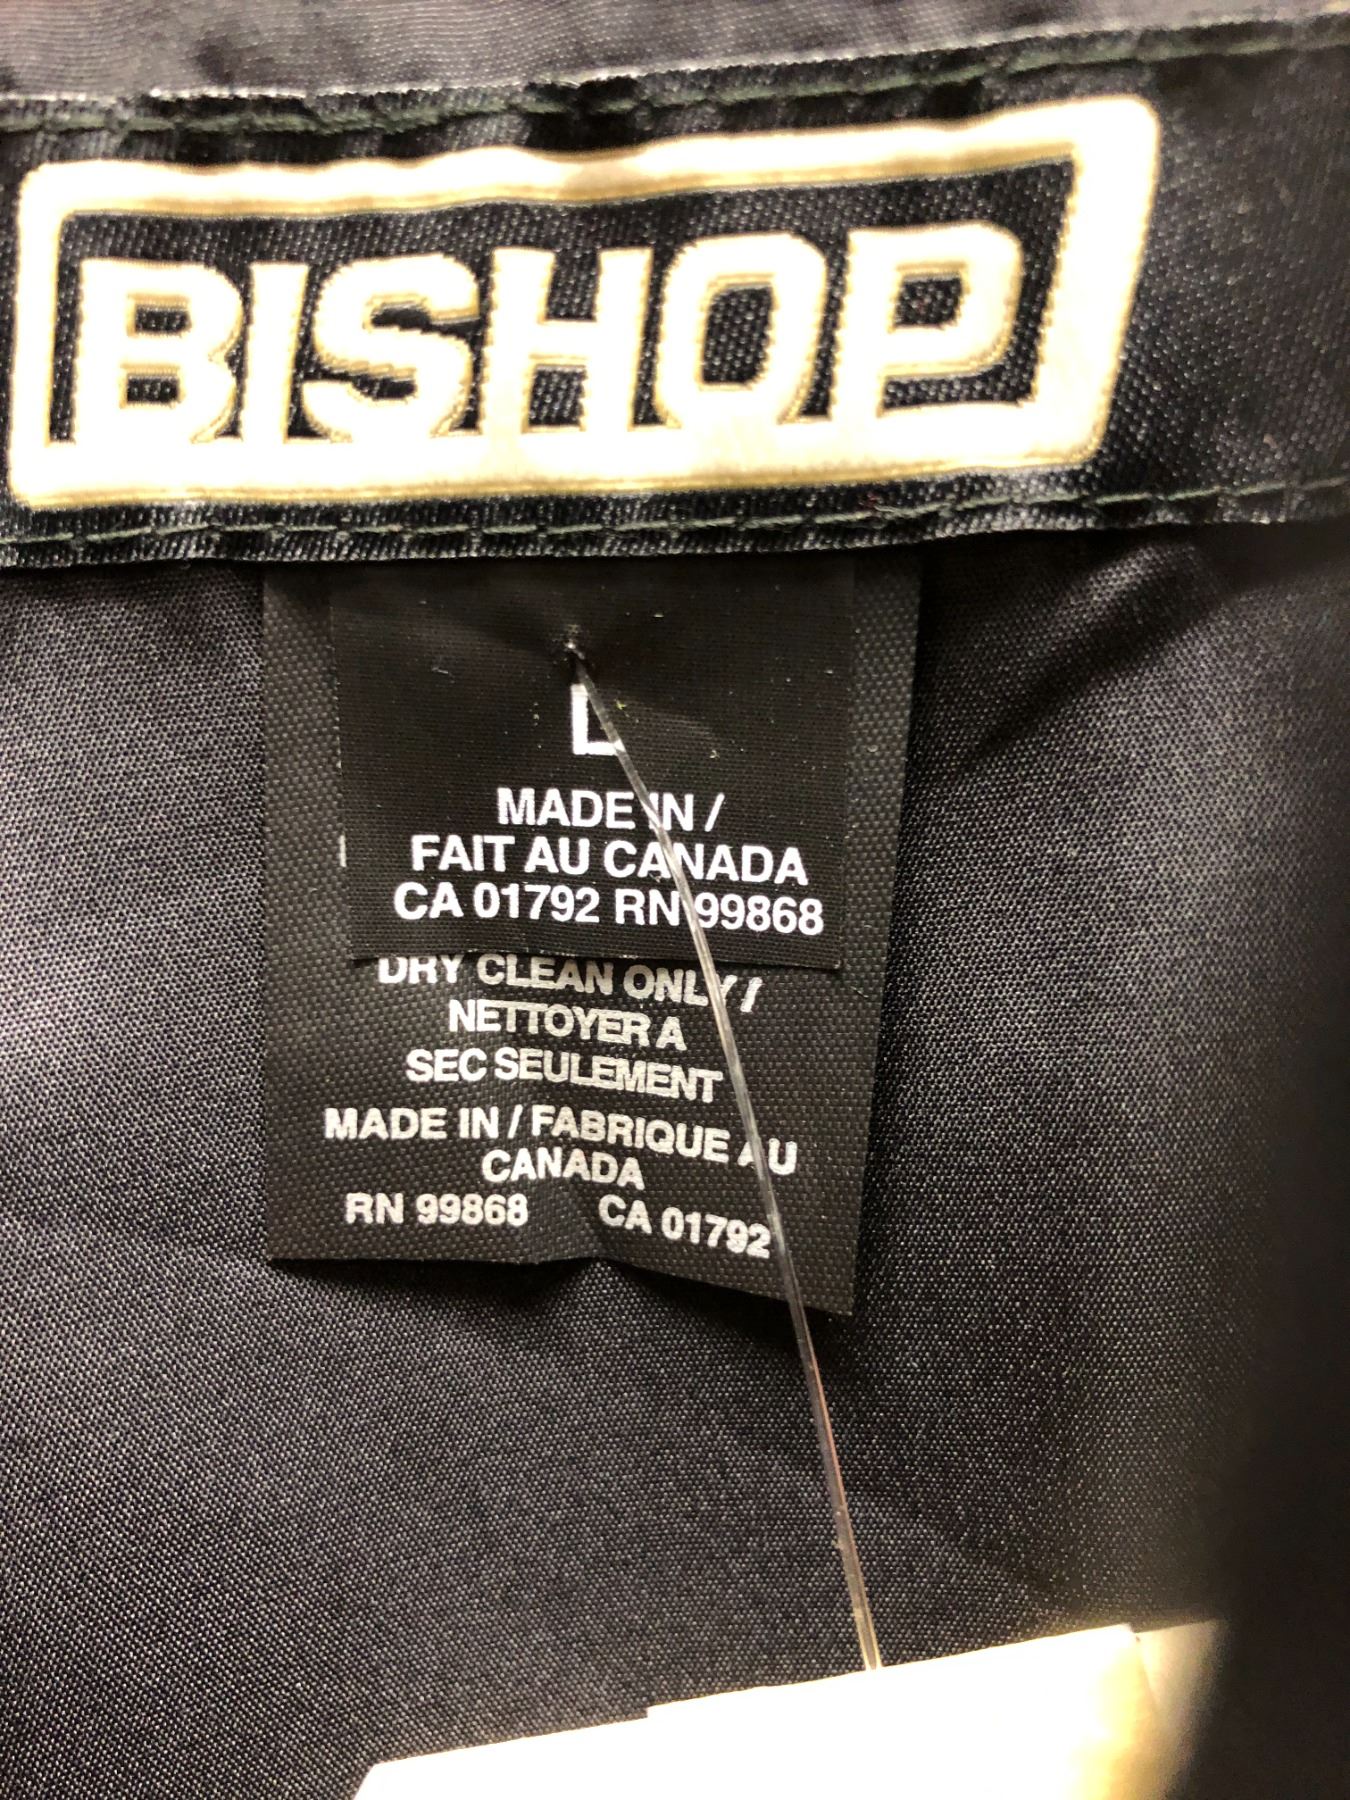 BISHOP
L
MADE IN /
FAIT AU CANADA
CA 01792 RN 99868
DRY CLEAN ONLY /
NETTOYER A
SEC SEULEMENT
MADE IN / FABRIQUE AU
CANADA
RN 99868 CA 01792